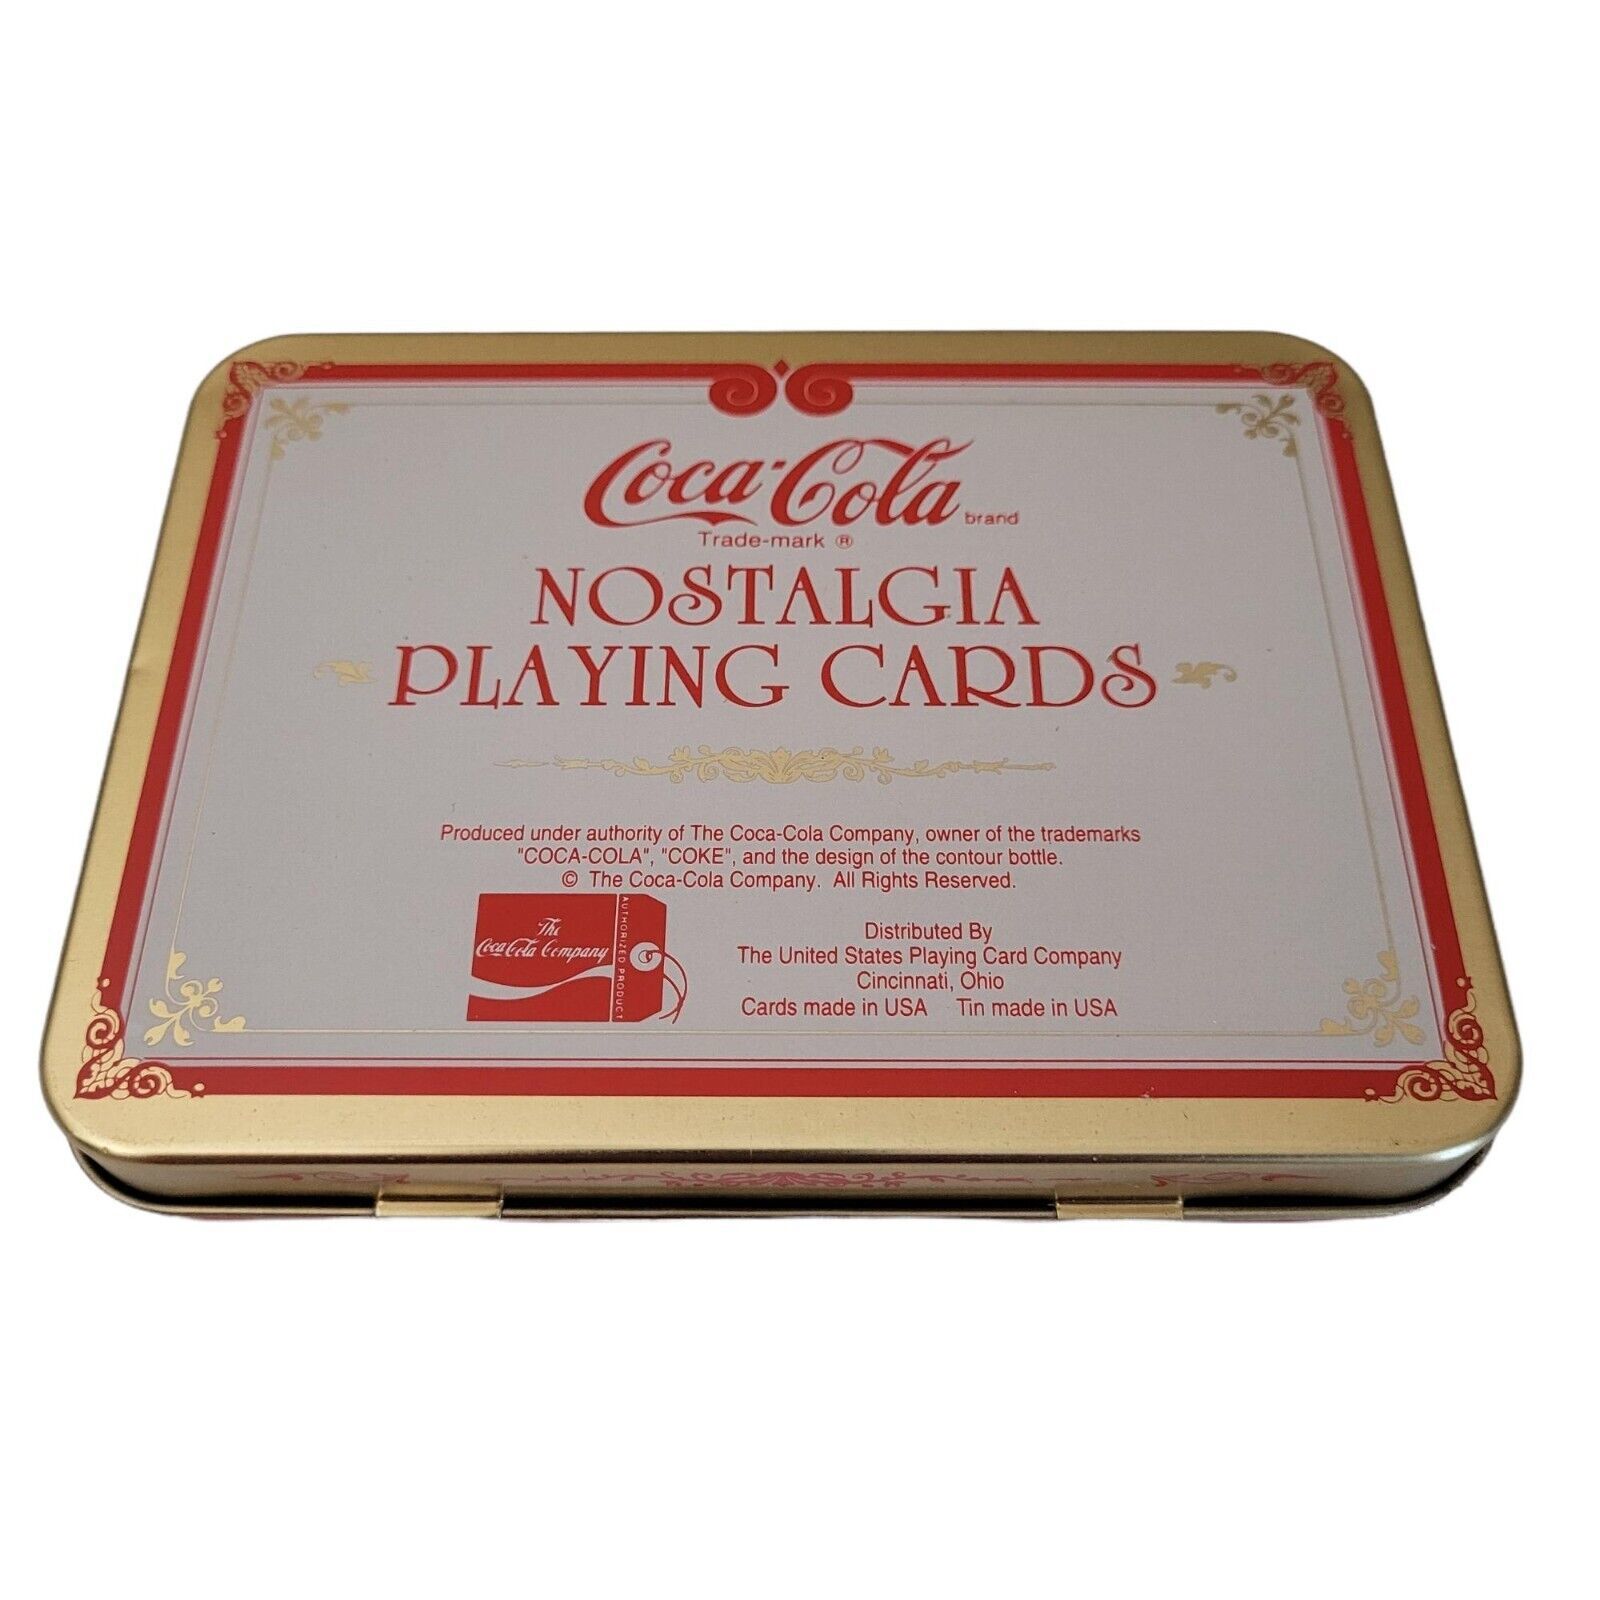 Coca-Cola brand
Trade-mark ®
NOSTALGIA
PLAYING CARDS
Produced under authority of The Coca-Cola Company, owner of the trademarks
"COCA-COLA", "COKE", and the design of the contour bottle.
© The Coca-Cola Company. All Rights Reserved.
The
Coca-Cola Company
AUTHORIZED PRODUCT
Distributed By
The United States Playing Card Company
Cincinnati, Ohio
Cards made in USA Tin made in USA